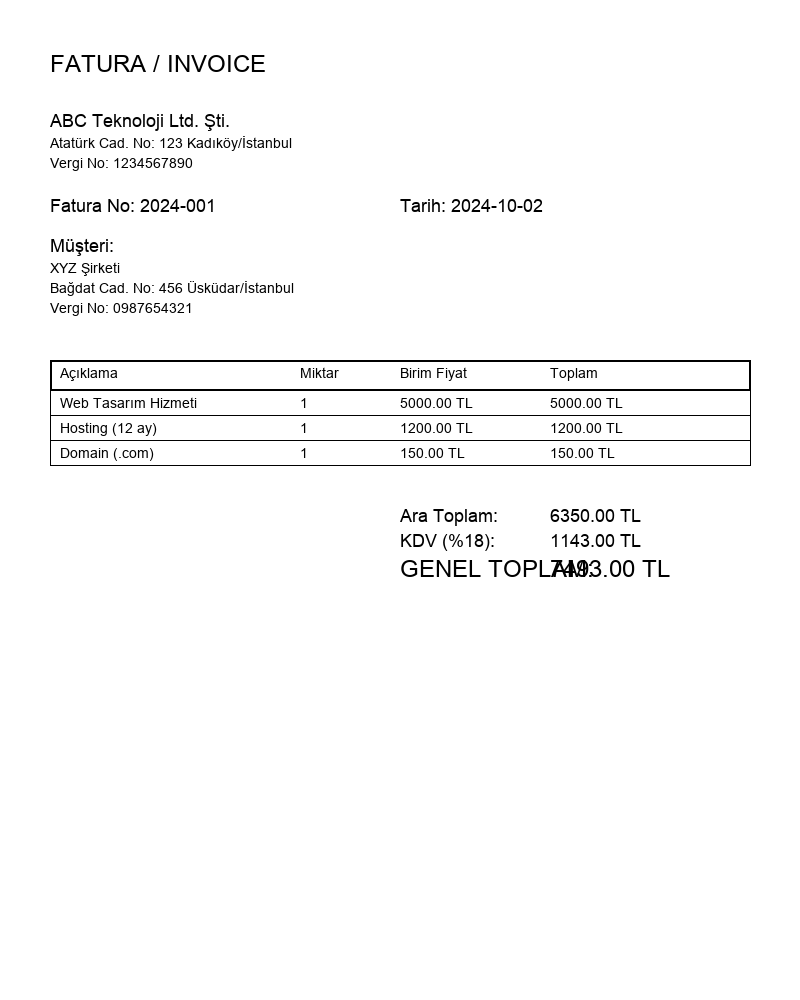 FATURA / INVOICE
ABC Teknoloji Ltd. Şti.
Atatürk Cad. No: 123 Kadıköy/İstanbul
Vergi No: 1234567890
Fatura No: 2024-001 Tarih: 2024-10-02
Müşteri:
XYZ Şirketi
Bağdat Cad. No: 456 Üsküdar/İstanbul
Vergi No: 0987654321
Açıklama Miktar Birim Fiyat Toplam
Web Tasarım Hizmeti 1 5000.00 TL 5000.00 TL
Hosting (12 ay) 1 1200.00 TL 1200.00 TL
Domain (.com) 1 150.00 TL 150.00 TL
Ara Toplam: 6350.00 TL
KDV (%18): 1143.00 TL
GENEL TOPLAM: 7493.00 TL